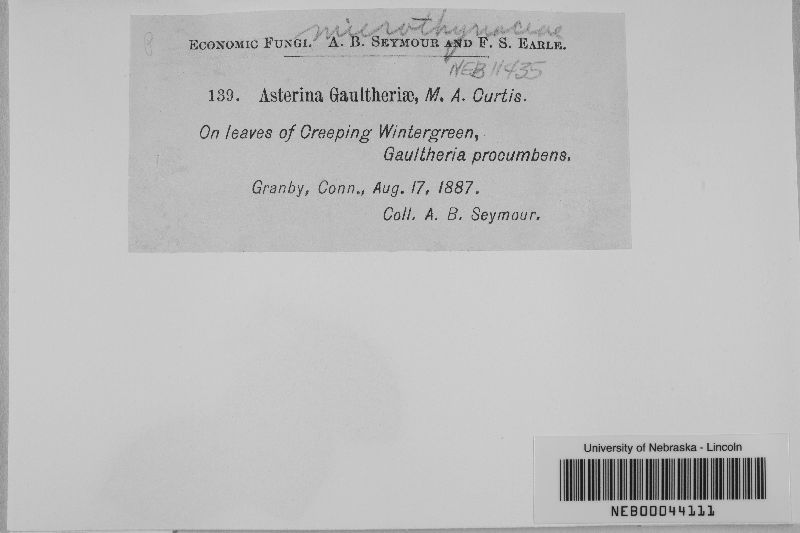 microthyriaceae
ECONOMIC FUNGI. A. B. SEYMOUR AND F. S. EARLE.
NEB 11435
139. Asterina Gaultheriæ, M. A. Curtis.
On leaves of Creeping Wintergreen,
Gaultheria procumbens.
Granby, Conn., Aug. 17, 1887.
Coll. A. B. Seymour.
University of Nebraska - Lincoln
NEB00044111